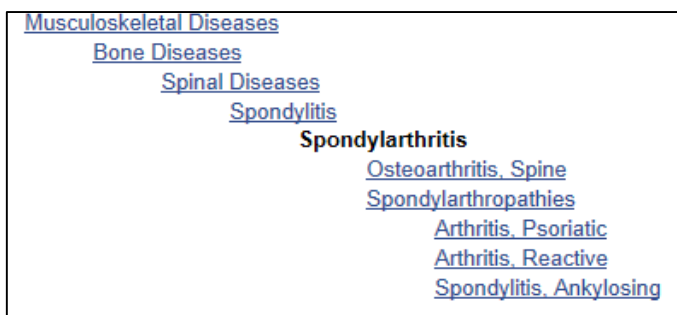 Musculoskeletal Diseases
Bone Diseases
Spinal Diseases
Spondylitis
Spondylarthritis
Osteoarthritis, Spine
Spondylarthropathies
Arthritis, Psoriatic
Arthritis, Reactive
Spondylitis, Ankylosing